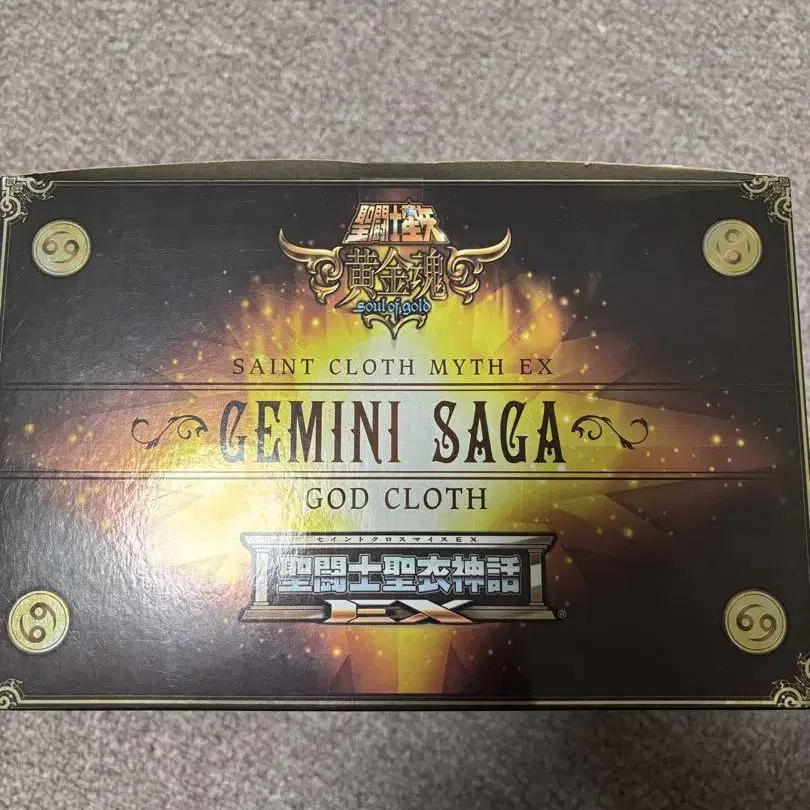 聖闘士星矢
黄金魂
soul of gold
SAINT CLOTH MYTH EX
GEMINI SAGA
GOD CLOTH
セイントクロスマイスEX
聖闘士聖衣神話
EX®